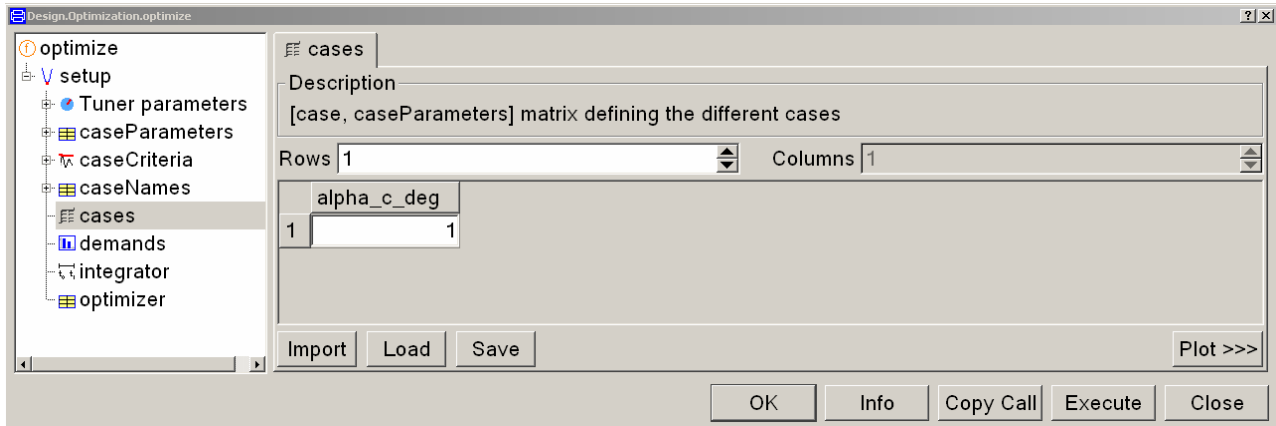 Design.Optimization.optimize
optimize
setup
Tuner parameters
caseParameters
caseCriteria
caseNames
cases
demands
integrator
optimizer
cases
Description
[case, caseParameters] matrix defining the different cases
Rows 1 Columns 1
alpha_c_deg
1 1
Import Load Save Plot >>>
OK Info Copy Call Execute Close